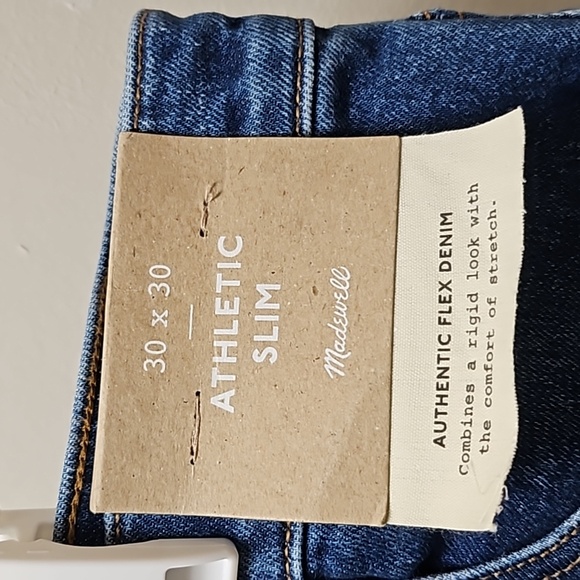 30 x 30
ATHLETIC
SLIM
Madewell
AUTHENTIC FLEX DENIM
Combines a rigid look with
the comfort of stretch.